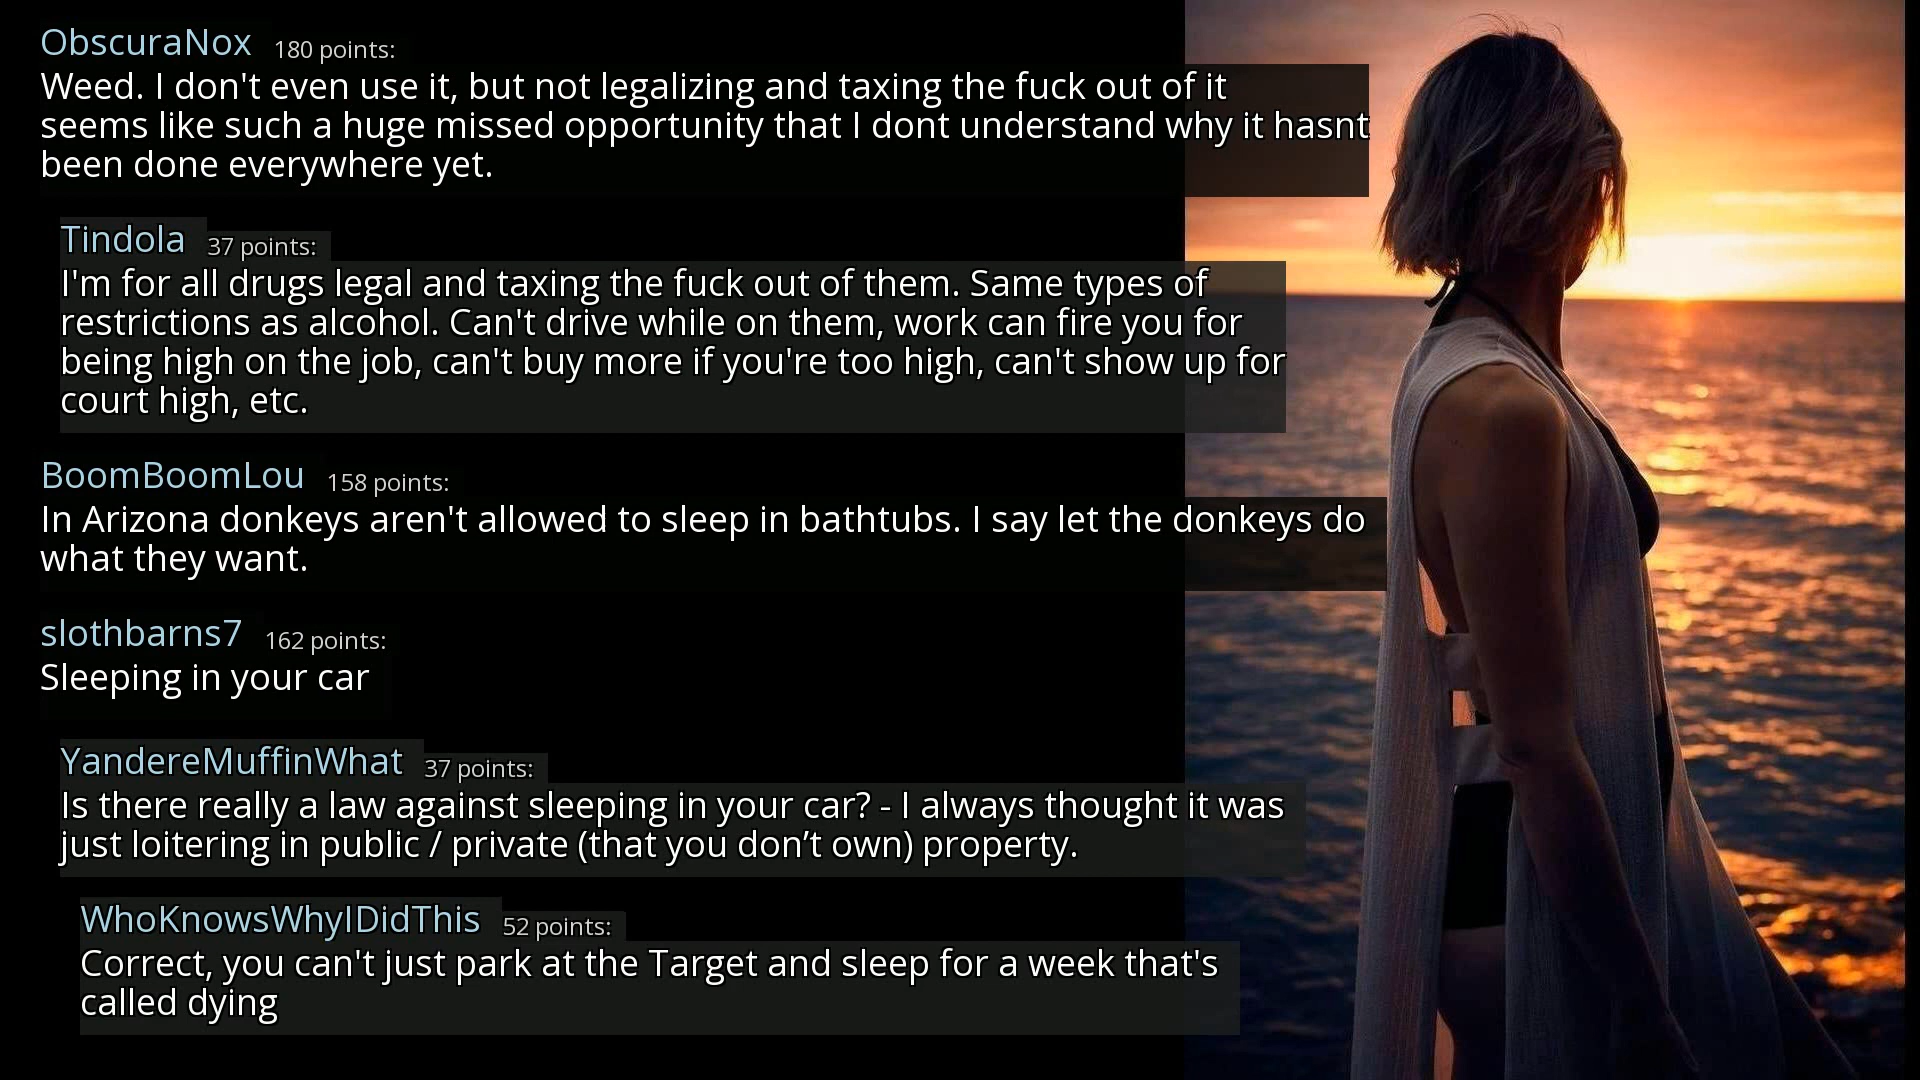 ObscuraNox 180 points:
Weed. I don't even use it, but not legalizing and taxing the fuck out of it
seems like such a huge missed opportunity that I dont understand why it hasnt
been done everywhere yet.
Tindola 37 points:
I'm for all drugs legal and taxing the fuck out of them. Same types of
restrictions as alcohol. Can't drive while on them, work can fire you for
being high on the job, can't buy more if you're too high, can't show up for
court high, etc.
BoomBoomLou 158 points:
In Arizona donkeys aren't allowed to sleep in bathtubs. I say let the donkeys do
what they want.
slothbarns7 162 points:
Sleeping in your car
YandereMuffinWhat 37 points:
Is there really a law against sleeping in your car? - I always thought it was
just loitering in public / private (that you don’t own) property.
WhoKnowsWhyIDidThis 52 points:
Correct, you can't just park at the Target and sleep for a week that's
called dying